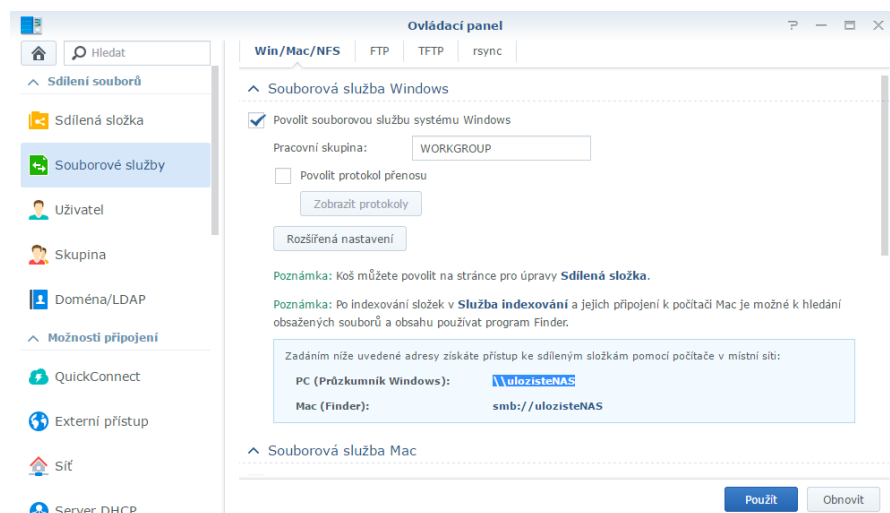 Ovládací panel
Hledat
Sdílení souborů
Sdílená složka
Souborové služby
Uživatel
Skupina
Doména/LDAP
Možnosti připojení
QuickConnect
Externí přístup
Síť
Server DHCP
Win/Mac/NFS FTP TFTP rsync
Souborová služba Windows
Povolit souborovou službu systému Windows
Pracovní skupina: WORKGROUP
Povolit protokol přenosu
Zobrazit protokoly
Rozšířená nastavení
Poznámka: Koš můžete povolit na stránce pro úpravy Sdílená složka.
Poznámka: Po indexování složek v Služba indexování a jejich připojení k počítači Mac je možné k hledání
obsažených souborů a obsahu používat program Finder.
Zadáním níže uvedené adresy získáte přístup ke sdíleným složkám pomocí počítače v místní síti:
PC (Průzkumník Windows): \\ulozisteNAS
Mac (Finder): smb://ulozisteNAS
Souborová služba Mac
Použít Obnovit